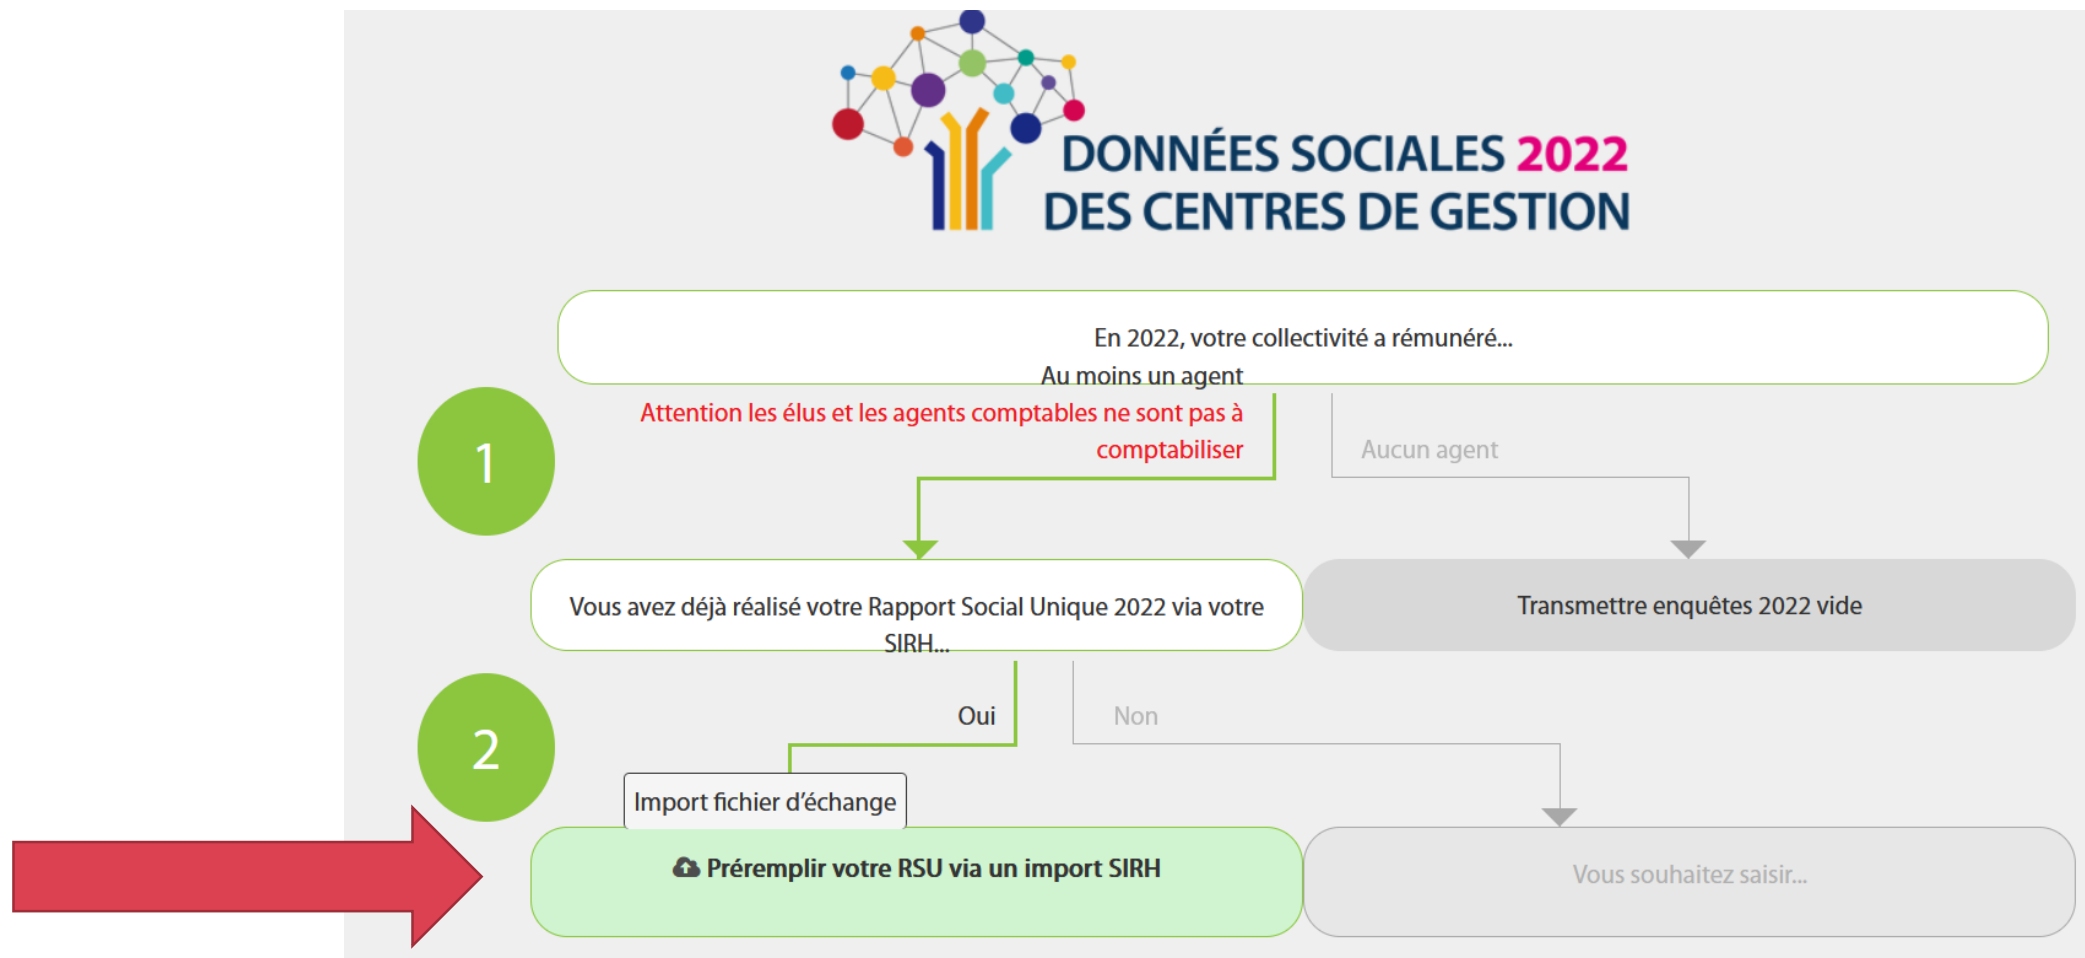 DONNÉES SOCIALES 2022
DES CENTRES DE GESTION
En 2022, votre collectivité a rémunéré...
Au moins un agent
Attention les élus et les agents comptables ne sont pas à
comptabiliser
Aucun agent
1
Vous avez déjà réalisé votre Rapport Social Unique 2022 via votre
SIRH...
Transmettre enquêtes 2022 vide
Oui
Non
2
Import fichier d'échange
Préremplir votre RSU via un import SIRH
Vous souhaitez saisir...